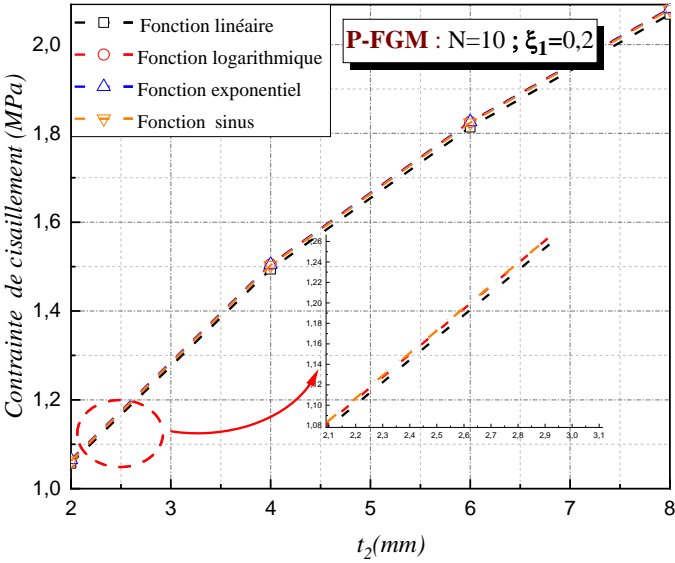 Fonction linéaire
Fonction logarithmique
Fonction exponentiel
Fonction sinus
P-FGM : N=10 ; ξ1=0,2
Contrainte de cisaillement (MPa)
2,0
1,8
1,6
1,4
1,2
1,0
1,26
1,24
1,22
1,20
1,18
1,16
1,14
1,12
1,10
1,08
2,1 2,2 2,3 2,4 2,5 2,6 2,7 2,8 2,9 3,0 3,1
2 3 4 5 6 7 8
t2(mm)